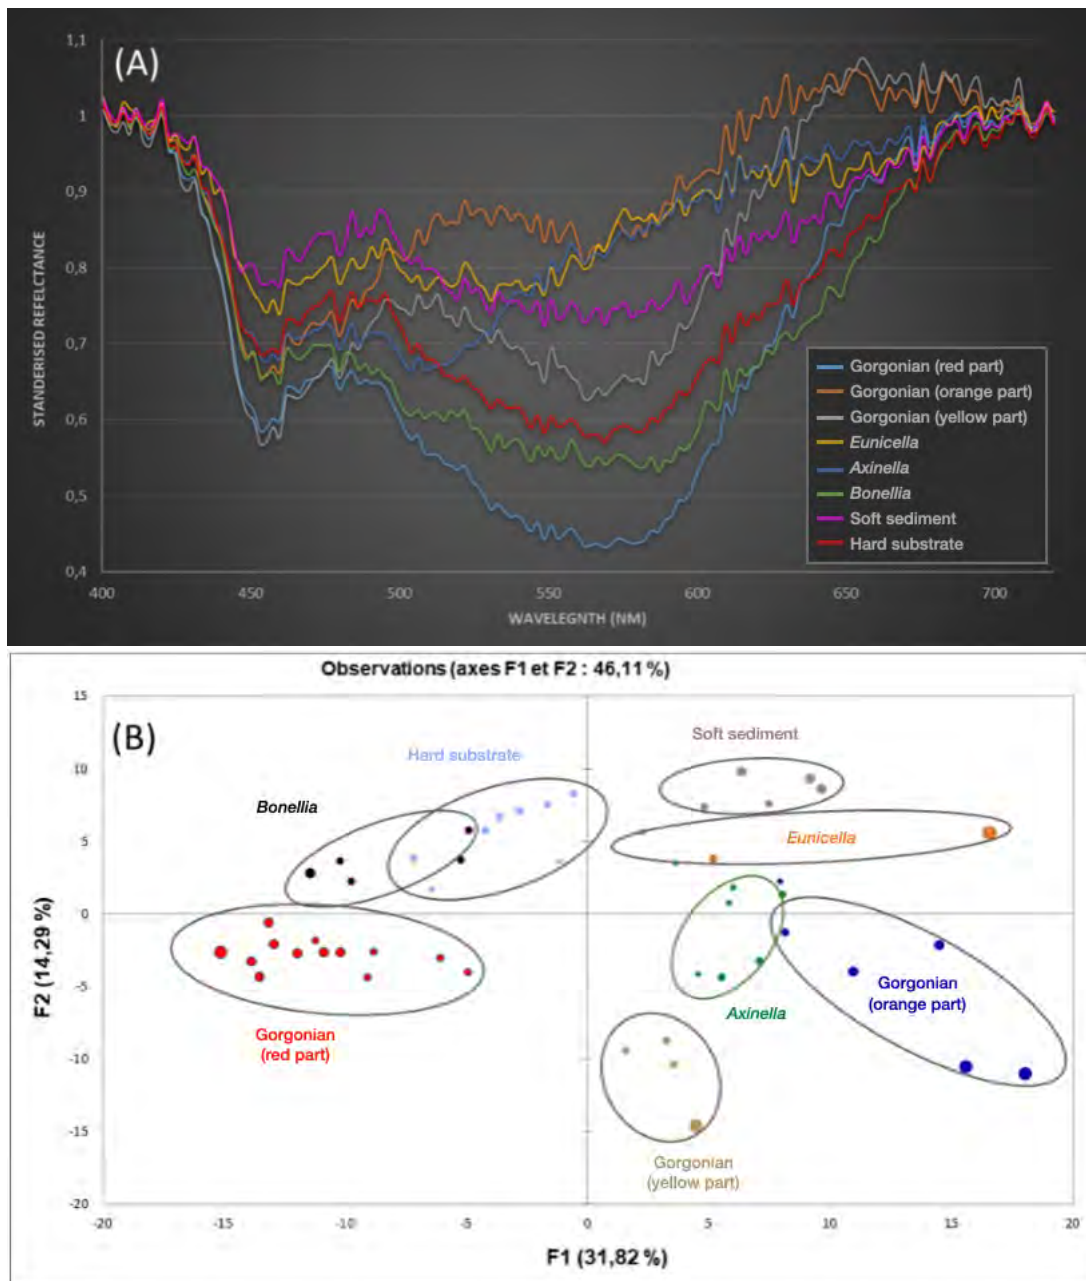 1,1
(A)
1
0,9
0,8
0,7
0,6
0,5
0,4
STANDERISED REFELCTANCE
400
450
500
550
600
650
700
WAVELEGNTH (NM)
Gorgonian (red part)
Gorgonian (orange part)
Gorgonian (yellow part)
Eunicella
Axinella
Bonellia
Soft sediment
Hard substrate
Observations (axes F1 et F2 : 46,11 %)
15
(B)
10
5
0
-5
-10
-15
-20
F2 (14,29 %)
Hard substrate
Soft sediment
Bonellia
Eunicella
Gorgonian
(orange part)
Axinella
Gorgonian
(red part)
Gorgonian
(yellow part)
-20
-15
-10
-5
0
5
10
15
20
F1 (31,82 %)